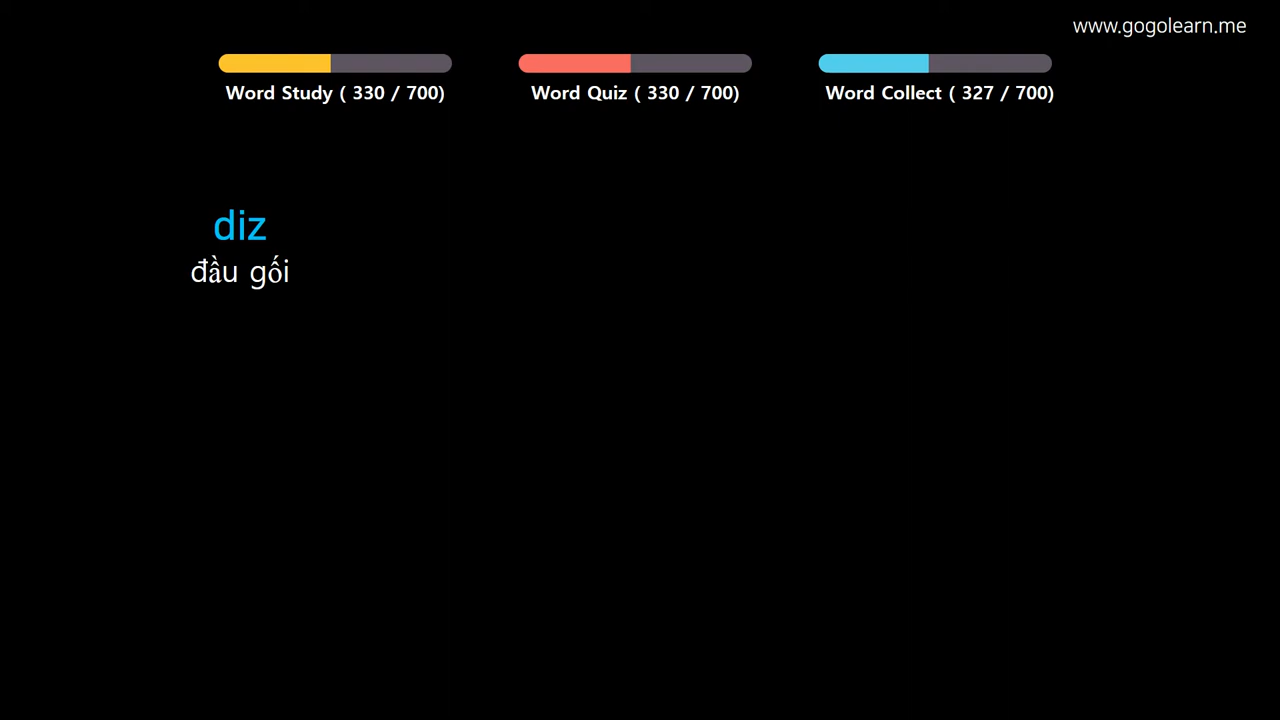 www.gogolearn.me
Word Study ( 330 / 700)
Word Quiz ( 330 / 700)
Word Collect ( 327 / 700)
diz
đầu gối